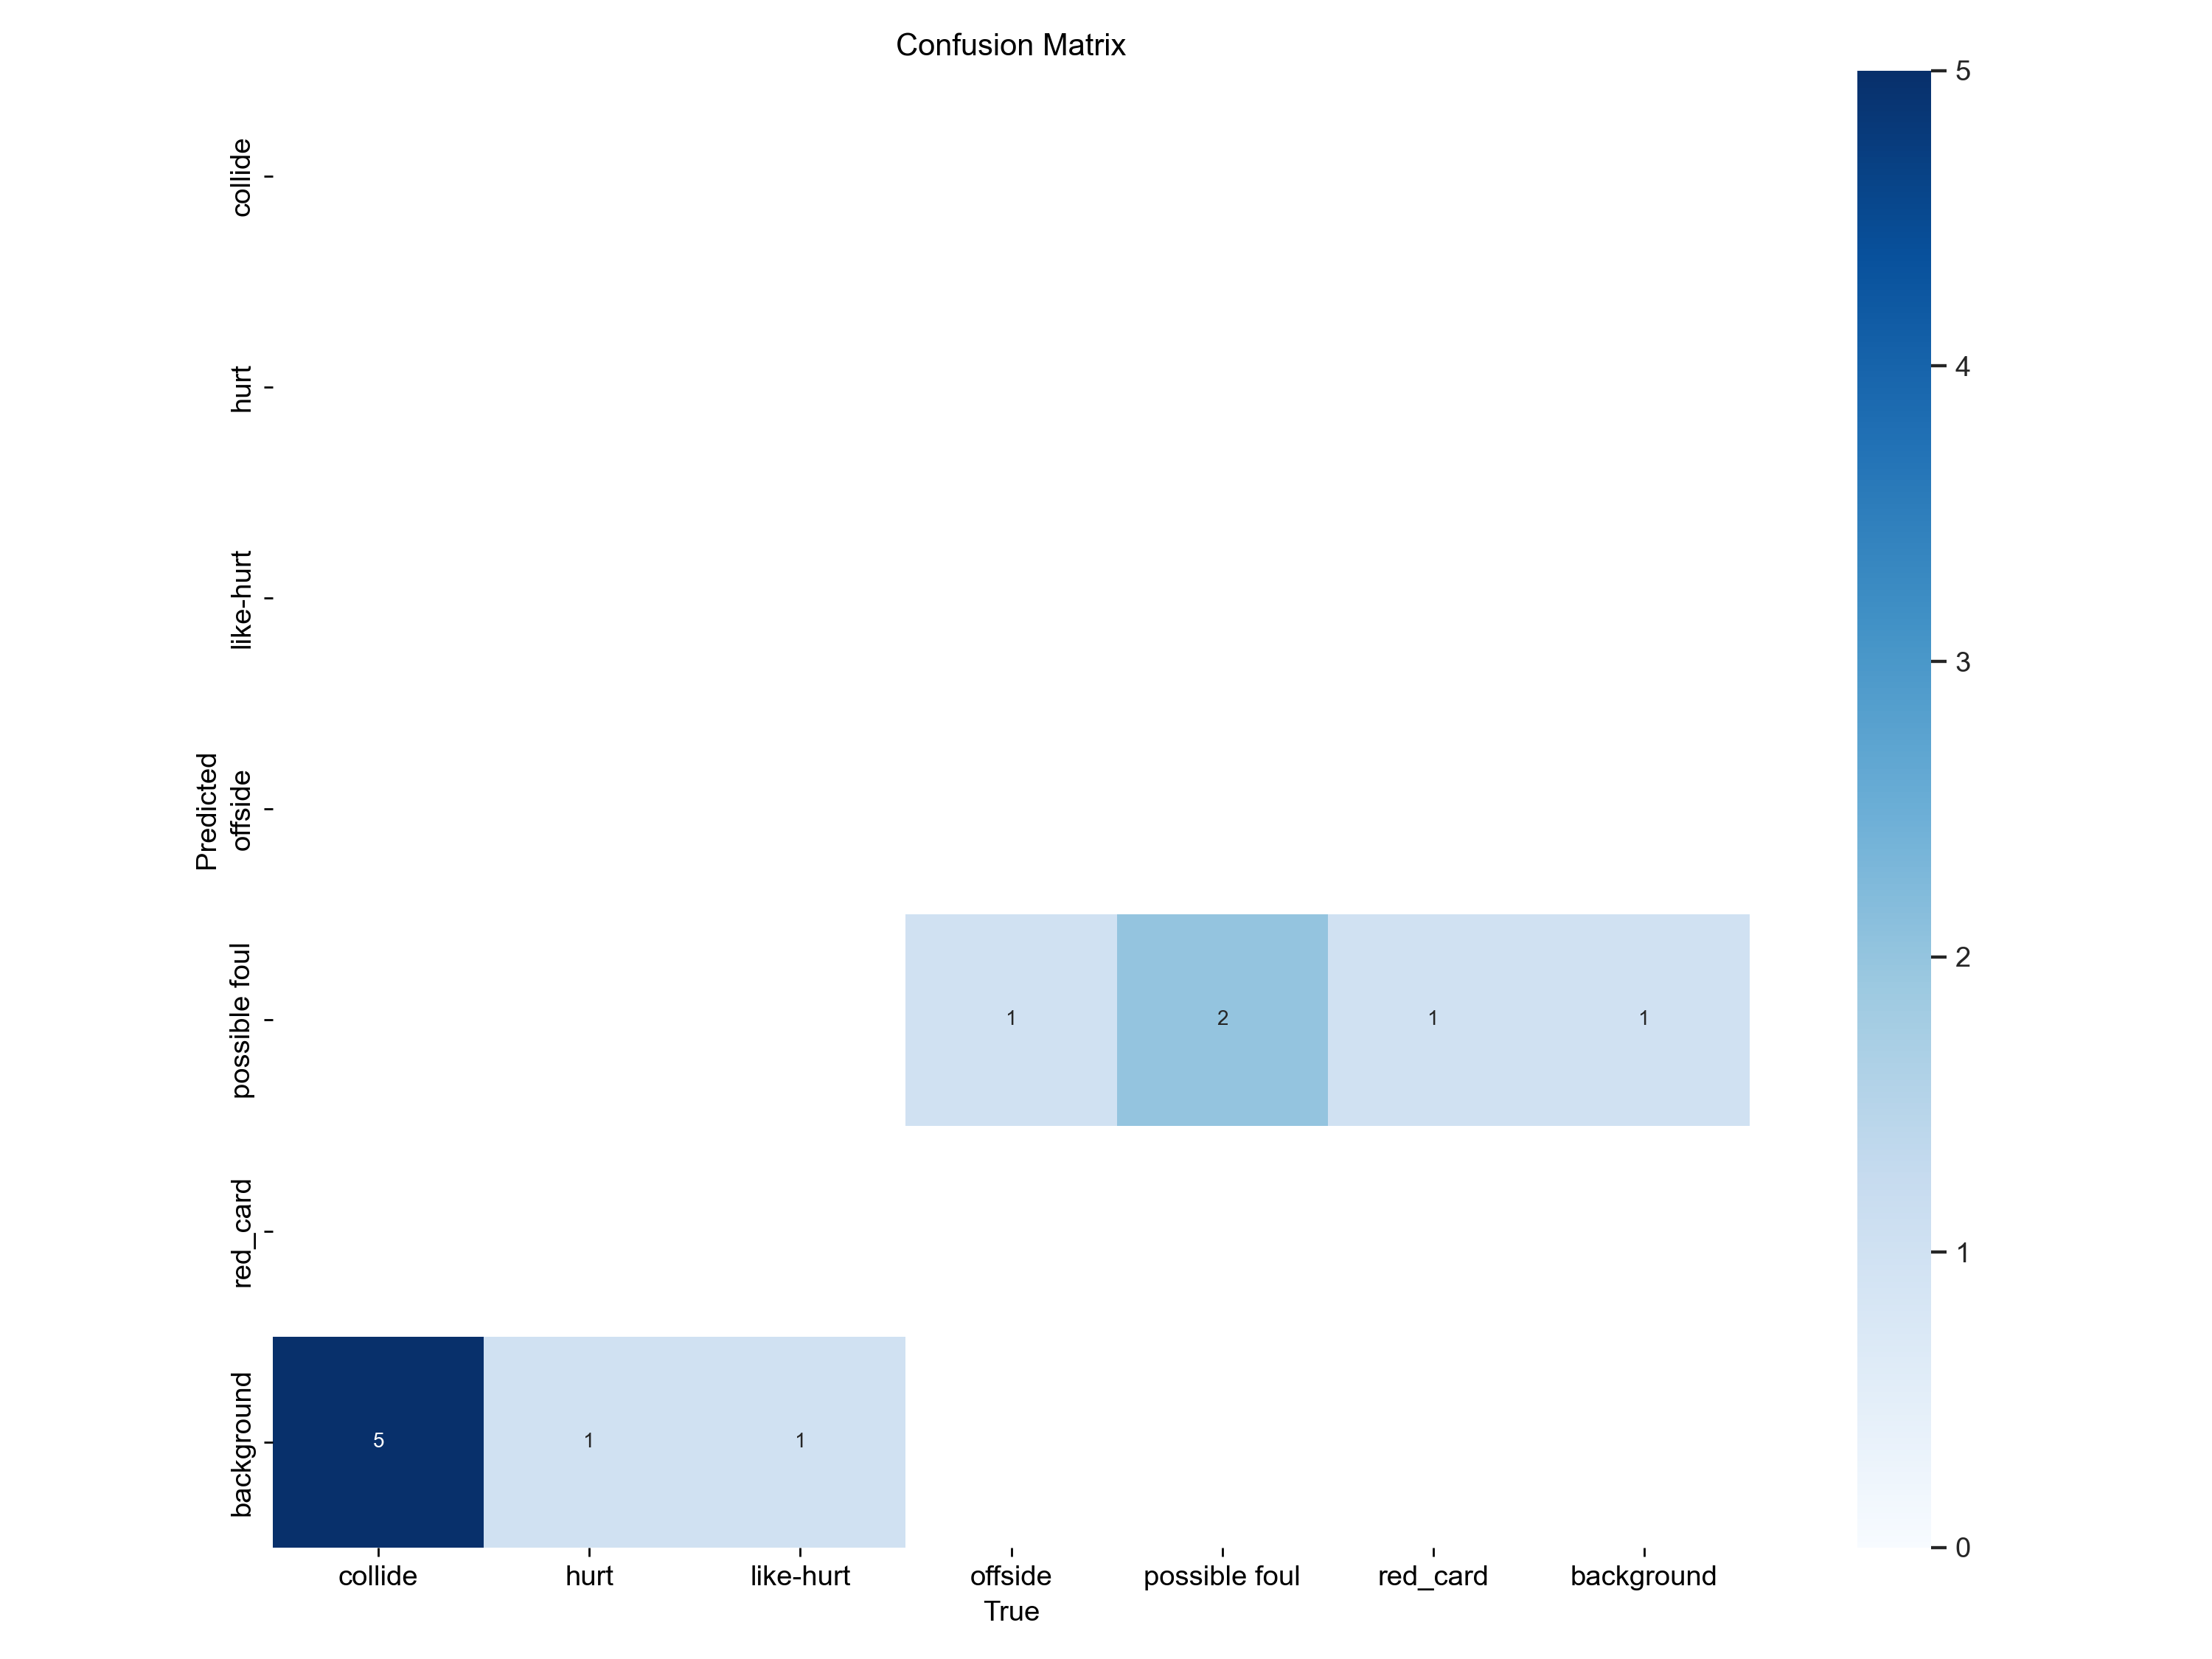 Confusion Matrix
collide
hurt
like-hurt
offside
possible foul
red_card
background
Predicted
1 2 1 1
5 1 1
collide hurt like-hurt offside possible foul red_card background
True
5
4
3
2
1
0